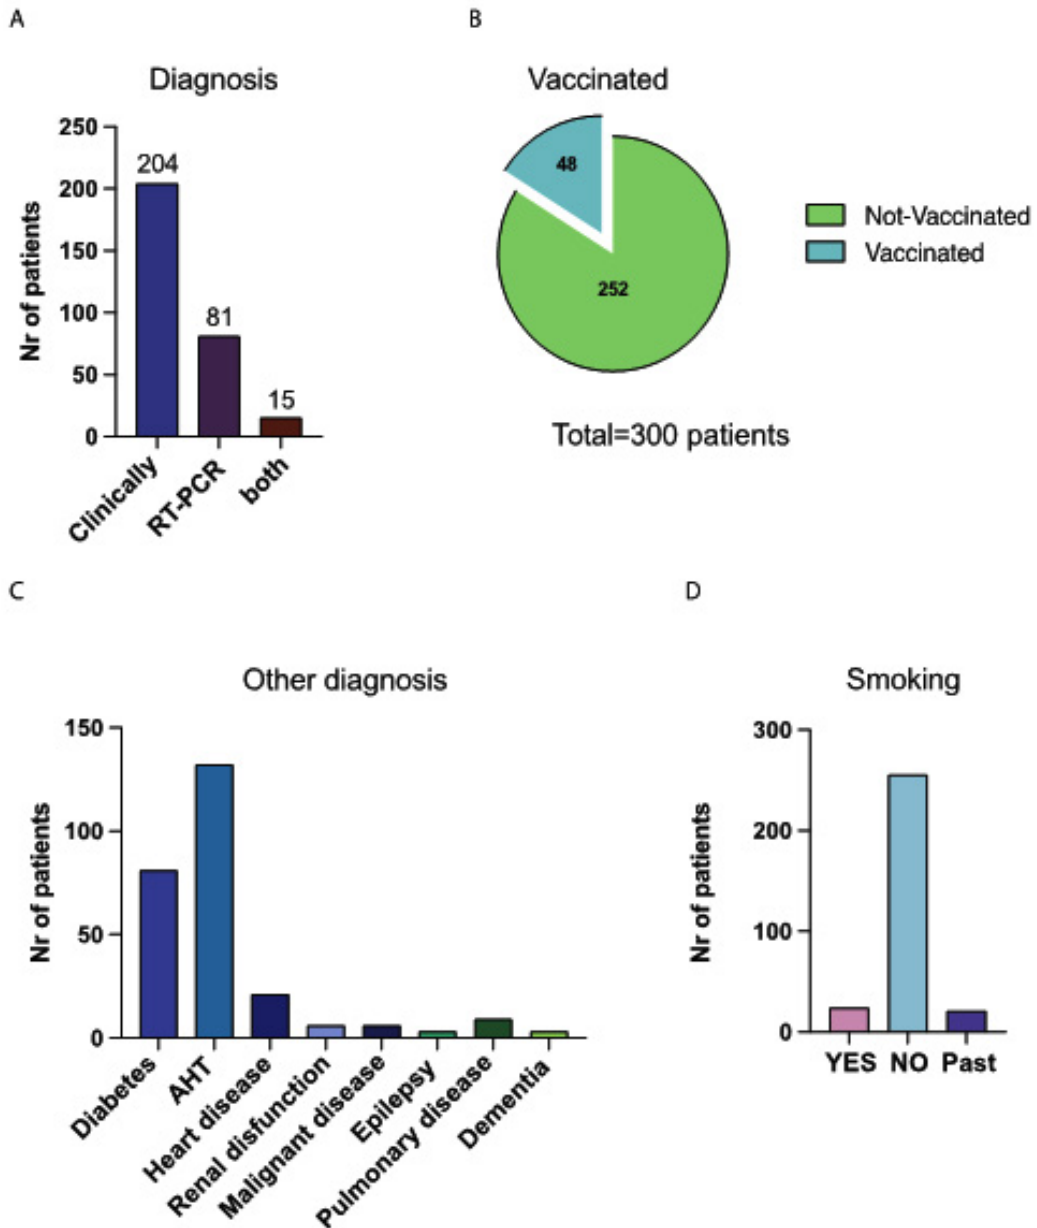 A
Diagnosis
Nr of patients
250
200
150
100
50
0
204
81
15
Clinically
RT-PCR
both
B
Vaccinated
48
252
Not-Vaccinated
Vaccinated
Total=300 patients
C
Other diagnosis
Nr of patients
150
100
50
0
Diabetes
AHT
Heart disease
Renal disfunction
Malignant disease
Epilepsy
Pulmonary disease
Dementia
D
Smoking
Nr of patients
300
200
100
0
YES
NO
Past